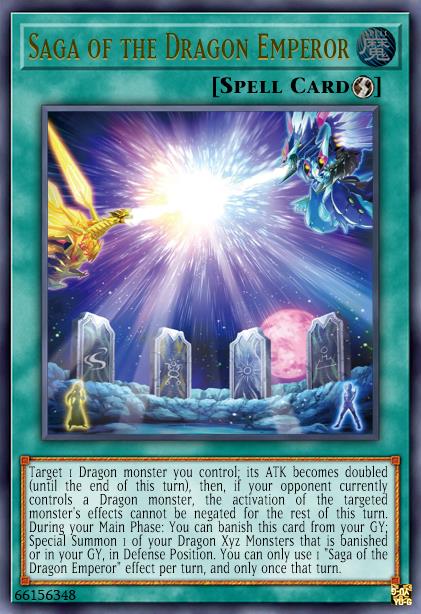 Saga of the Dragon Emperor
[Spell Card]
Target 1 Dragon monster you control; its ATK becomes doubled
(until the end of this turn), then, if your opponent currently
controls a Dragon monster, the activation of the targeted
monster's effects cannot be negated for the rest of this turn.
During your Main Phase: You can banish this card from your GY;
Special Summon 1 of your Dragon Xyz Monsters that is banished
or in your GY, in Defense Position. You can only use 1 "Saga of the
Dragon Emperor" effect per turn, and only once that turn.
66156348